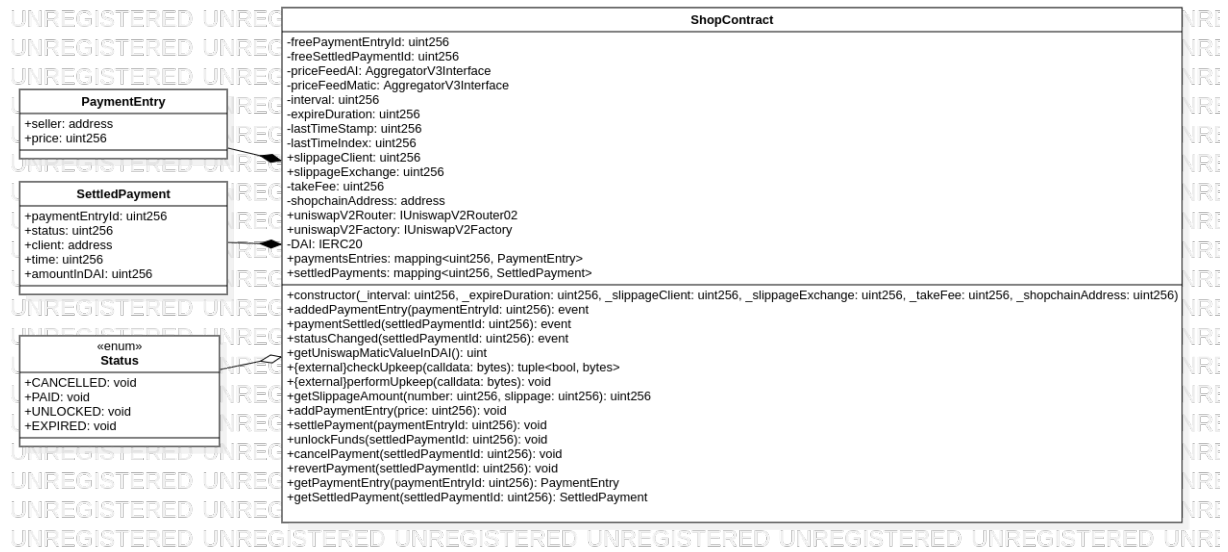 UNREGISTERED UNREGISTERED UNREGISTERED UNREGISTERED UNREGISTERED UNREGISTERED
PaymentEntry
+seller: address
+price: uint256
SettledPayment
+paymentEntryId: uint256
+status: uint256
+client: address
+time: uint256
+amountInDAI: uint256
«enum»
Status
+CANCELLED: void
+PAID: void
+UNLOCKED: void
+EXPIRED: void
ShopContract
-freePaymentEntryId: uint256
-freeSettledPaymentId: uint256
-priceFeedAI: AggregatorV3Interface
-priceFeedMatic: AggregatorV3Interface
-interval: uint256
-expireDuration: uint256
-lastTimeStamp: uint256
-lastTimeIndex: uint256
+slippageClient: uint256
+slippageExchange: uint256
-takeFee: uint256
-shopchainAddress: address
+uniswapV2Router: IUniswapV2Router02
+uniswapV2Factory: IUniswapV2Factory
-DAI: IERC20
+paymentsEntries: mapping<uint256, PaymentEntry>
+settledPayments: mapping<uint256, SettledPayment>
+constructor(_interval: uint256, _expireDuration: uint256, _slippageClient: uint256, _slippageExchange: uint256, _takeFee: uint256, _shopchainAddress: uint256)
+addedPaymentEntry(paymentEntryId: uint256): event
+paymentSettled(settledPaymentId: uint256): event
+statusChanged(settledPaymentId: uint256): event
+getUniswapMaticValueInDAI(): uint
+{external}checkUpkeep(calldata: bytes): tuple<bool, bytes>
+{external}performUpkeep(calldata: bytes): void
+getSlippageAmount(number: uint256, slippage: uint256): uint256
+addPaymentEntry(price: uint256): void
+settlePayment(paymentEntryId: uint256): void
+unlockFunds(settledPaymentId: uint256): void
+cancelPayment(settledPaymentId: uint256): void
+revertPayment(settledPaymentId: uint256): void
+getPaymentEntry(paymentEntryId: uint256): PaymentEntry
+getSettledPayment(settledPaymentId: uint256): SettledPayment